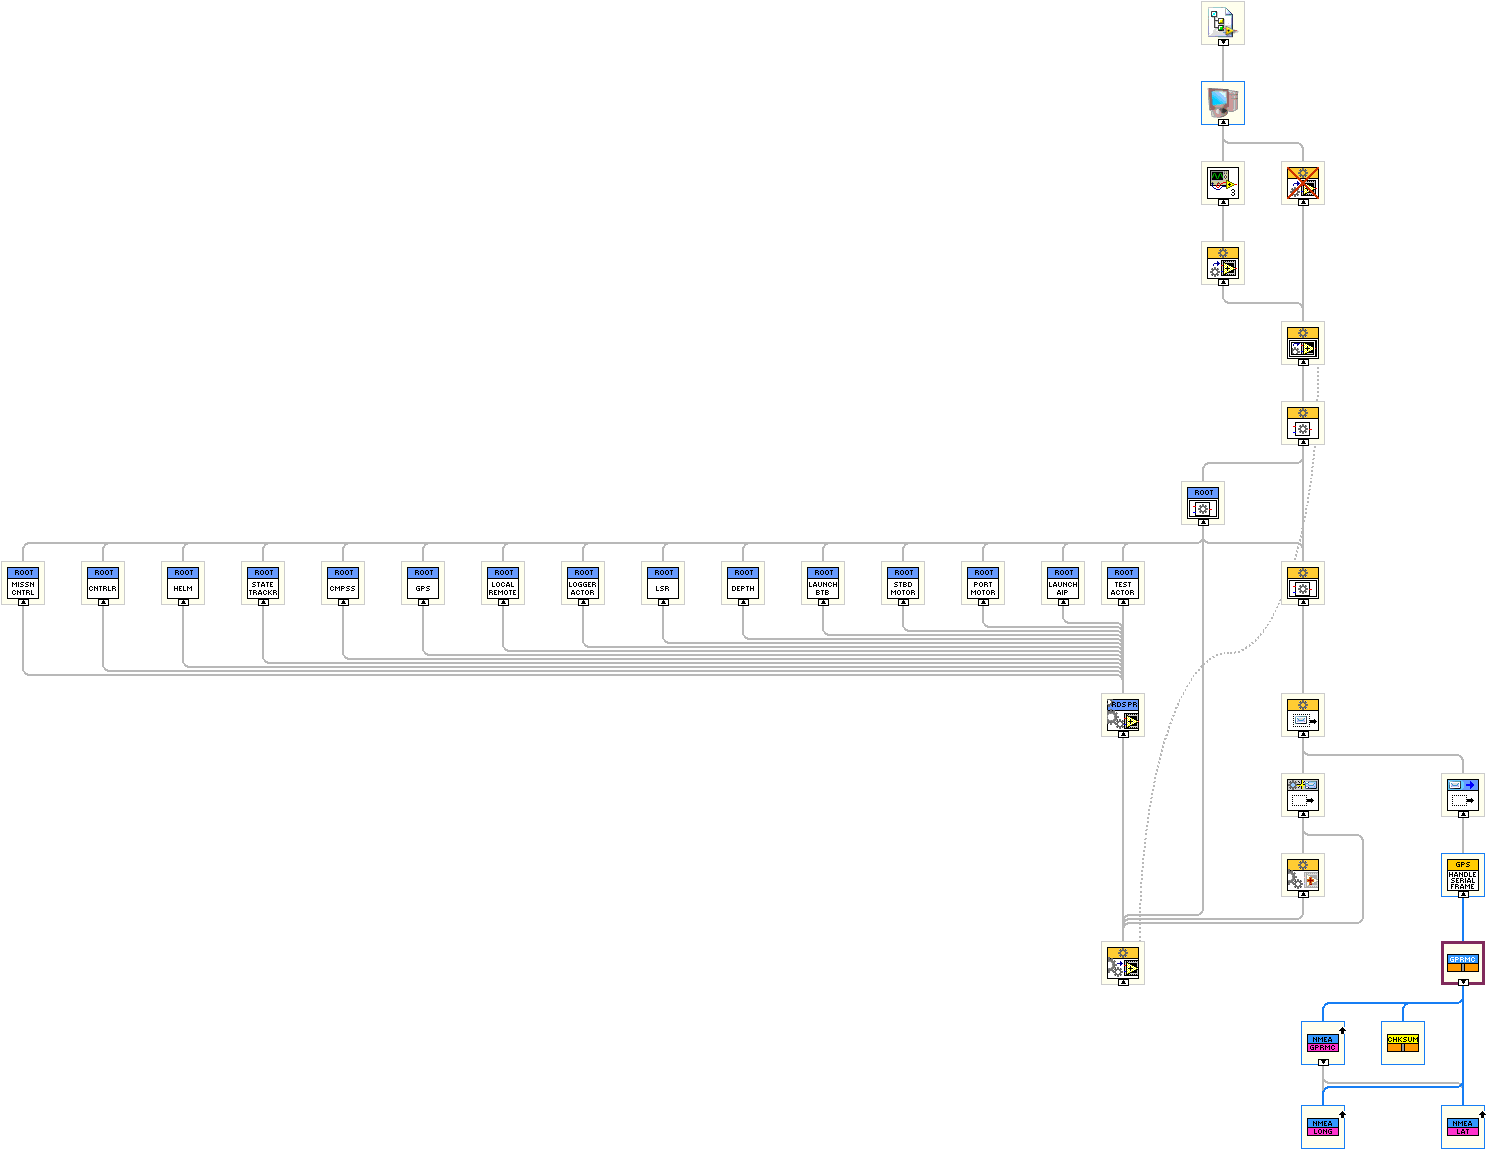 3
ROOT
ROOT
MISSN
CNTRL
ROOT
CNTRLR
ROOT
HELM
ROOT
STATE
TRACKR
ROOT
CMPSS
ROOT
GPS
ROOT
LOCAL
REMOTE
ROOT
LOGGER
ACTOR
ROOT
LSR
ROOT
DEPTH
ROOT
LAUNCH
BTB
ROOT
STBD
MOTOR
ROOT
PORT
MOTOR
ROOT
LAUNCH
AIP
ROOT
TEST
ACTOR
RDSPR
GPS
HANDLE
SERIAL
FRAME
GPRMC
NMEA
GPRMC
CHKSUM
NMEA
LONG
NMEA
LAT